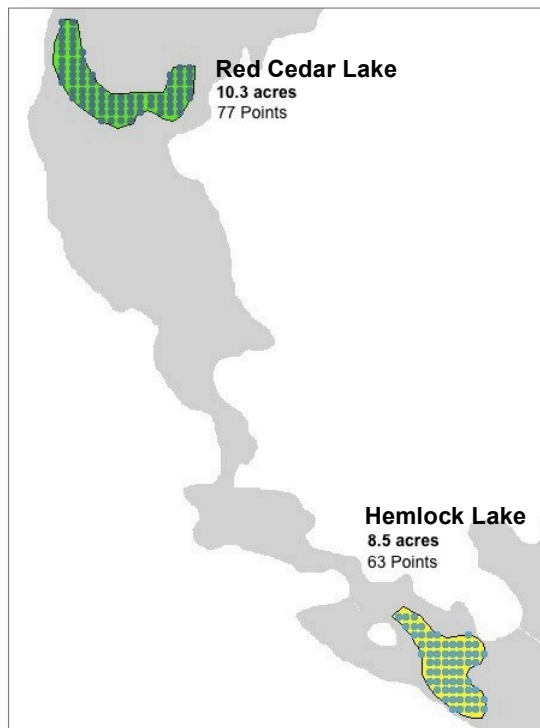 Red Cedar Lake
10.3 acres
77 Points
Hemlock Lake
8.5 acres
63 Points